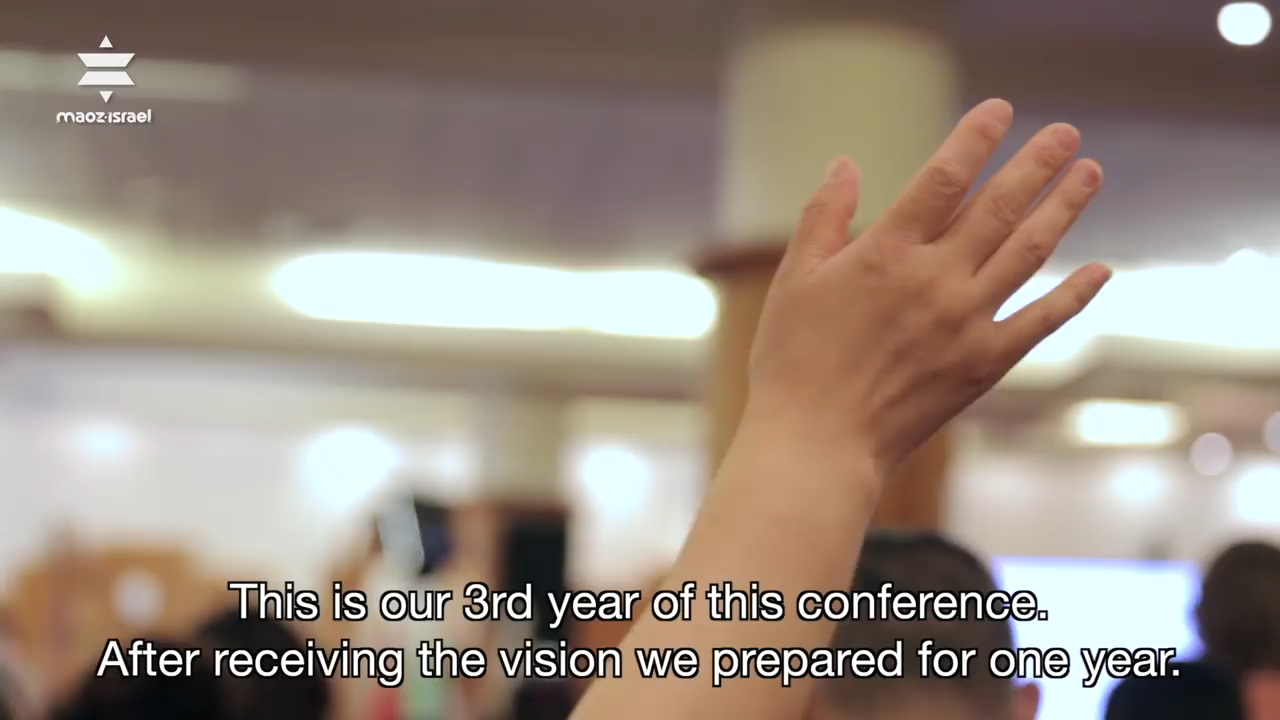 maoz·israel
This is our 3rd year of this conference.
After receiving the vision we prepared for one year.